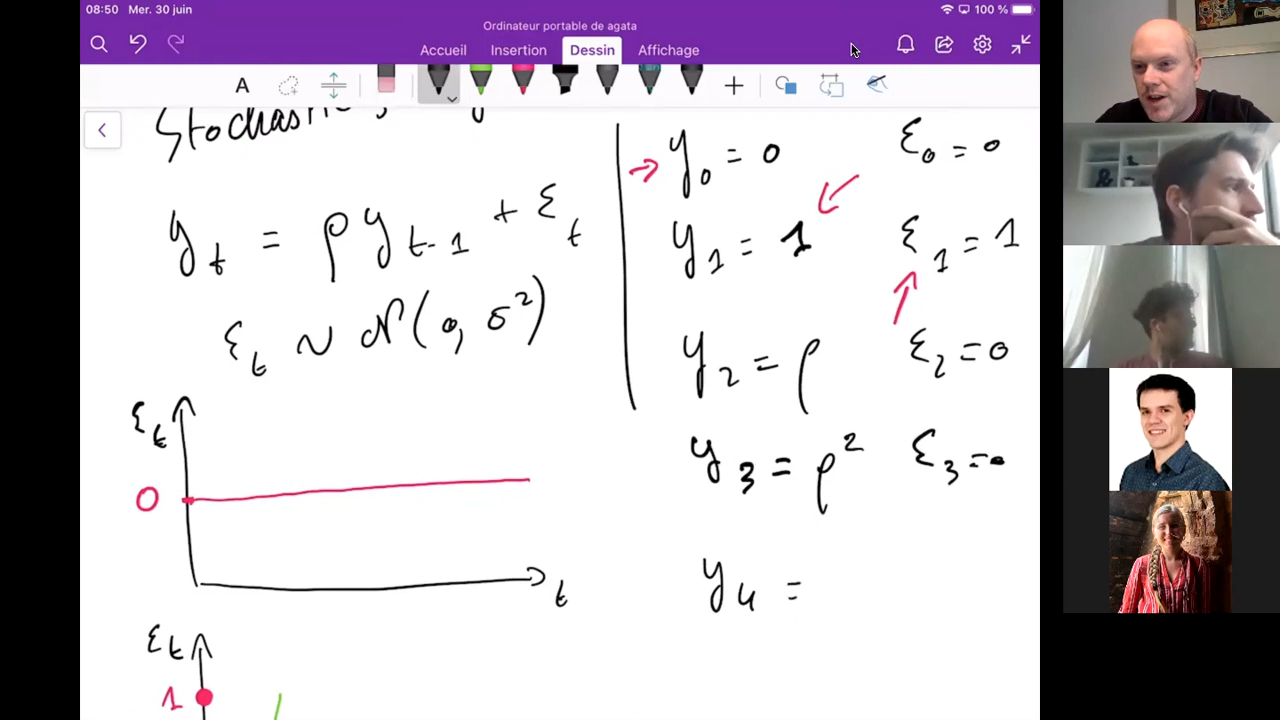 08:50 Mer. 30 juin
100 %
Ordinateur portable de agata
Accueil Insertion Dessin Affichage
A
y_t = ρ y_{t-1} + ε_t
ε_t ~ N(0, σ²)
ε_t
0
t
ε_t
1
y_0 = 0 ε_0 = 0
y_1 = 1 ε_1 = 1
y_2 = ρ ε_2 = 0
y_3 = ρ² ε_3 = 0
y_4 =